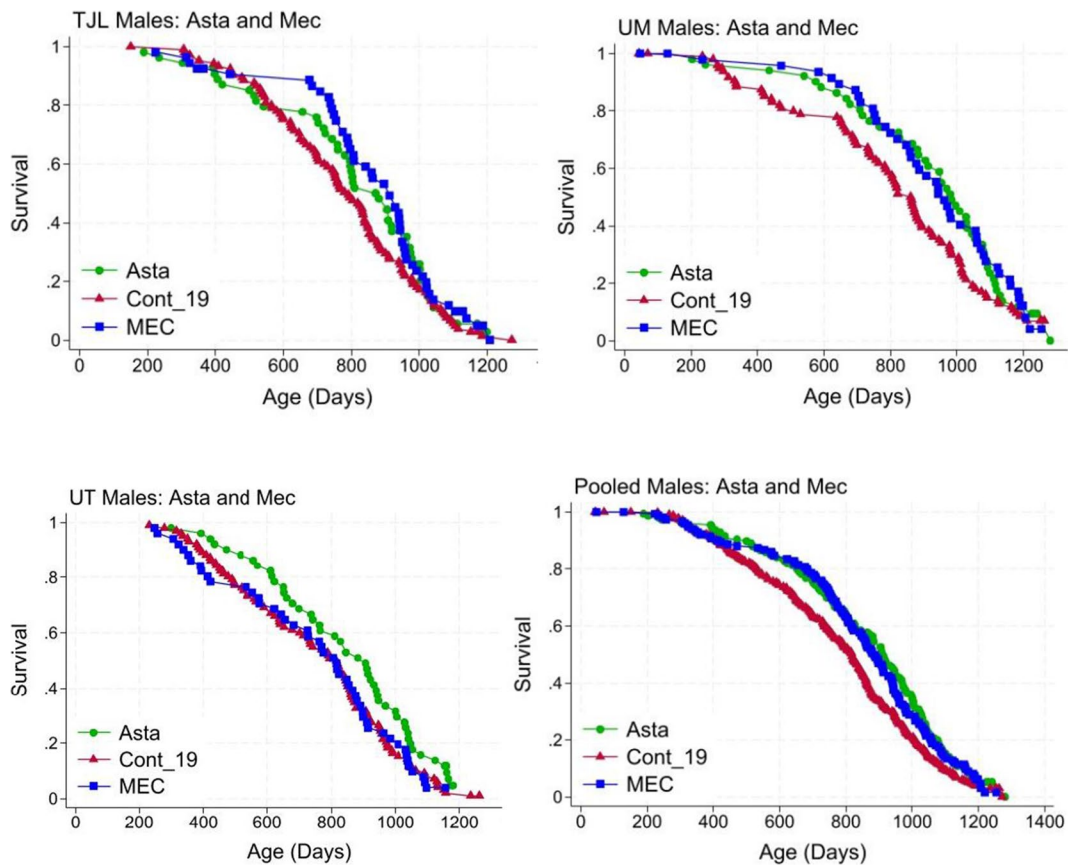 TJL Males: Asta and Mec
1
.8
.6
.4
.2
0
Survival
Asta
Cont_19
MEC
0 200 400 600 800 1000 1200
Age (Days)
UM Males: Asta and Mec
1
.8
.6
.4
.2
0
Survival
Asta
Cont_19
MEC
0 200 400 600 800 1000 1200
Age (Days)
UT Males: Asta and Mec
1
.8
.6
.4
.2
0
Survival
Asta
Cont_19
MEC
0 200 400 600 800 1000 1200
Age (Days)
Pooled Males: Asta and Mec
1
.8
.6
.4
.2
0
Survival
Asta
Cont_19
MEC
0 200 400 600 800 1000 1200 1400
Age (Days)